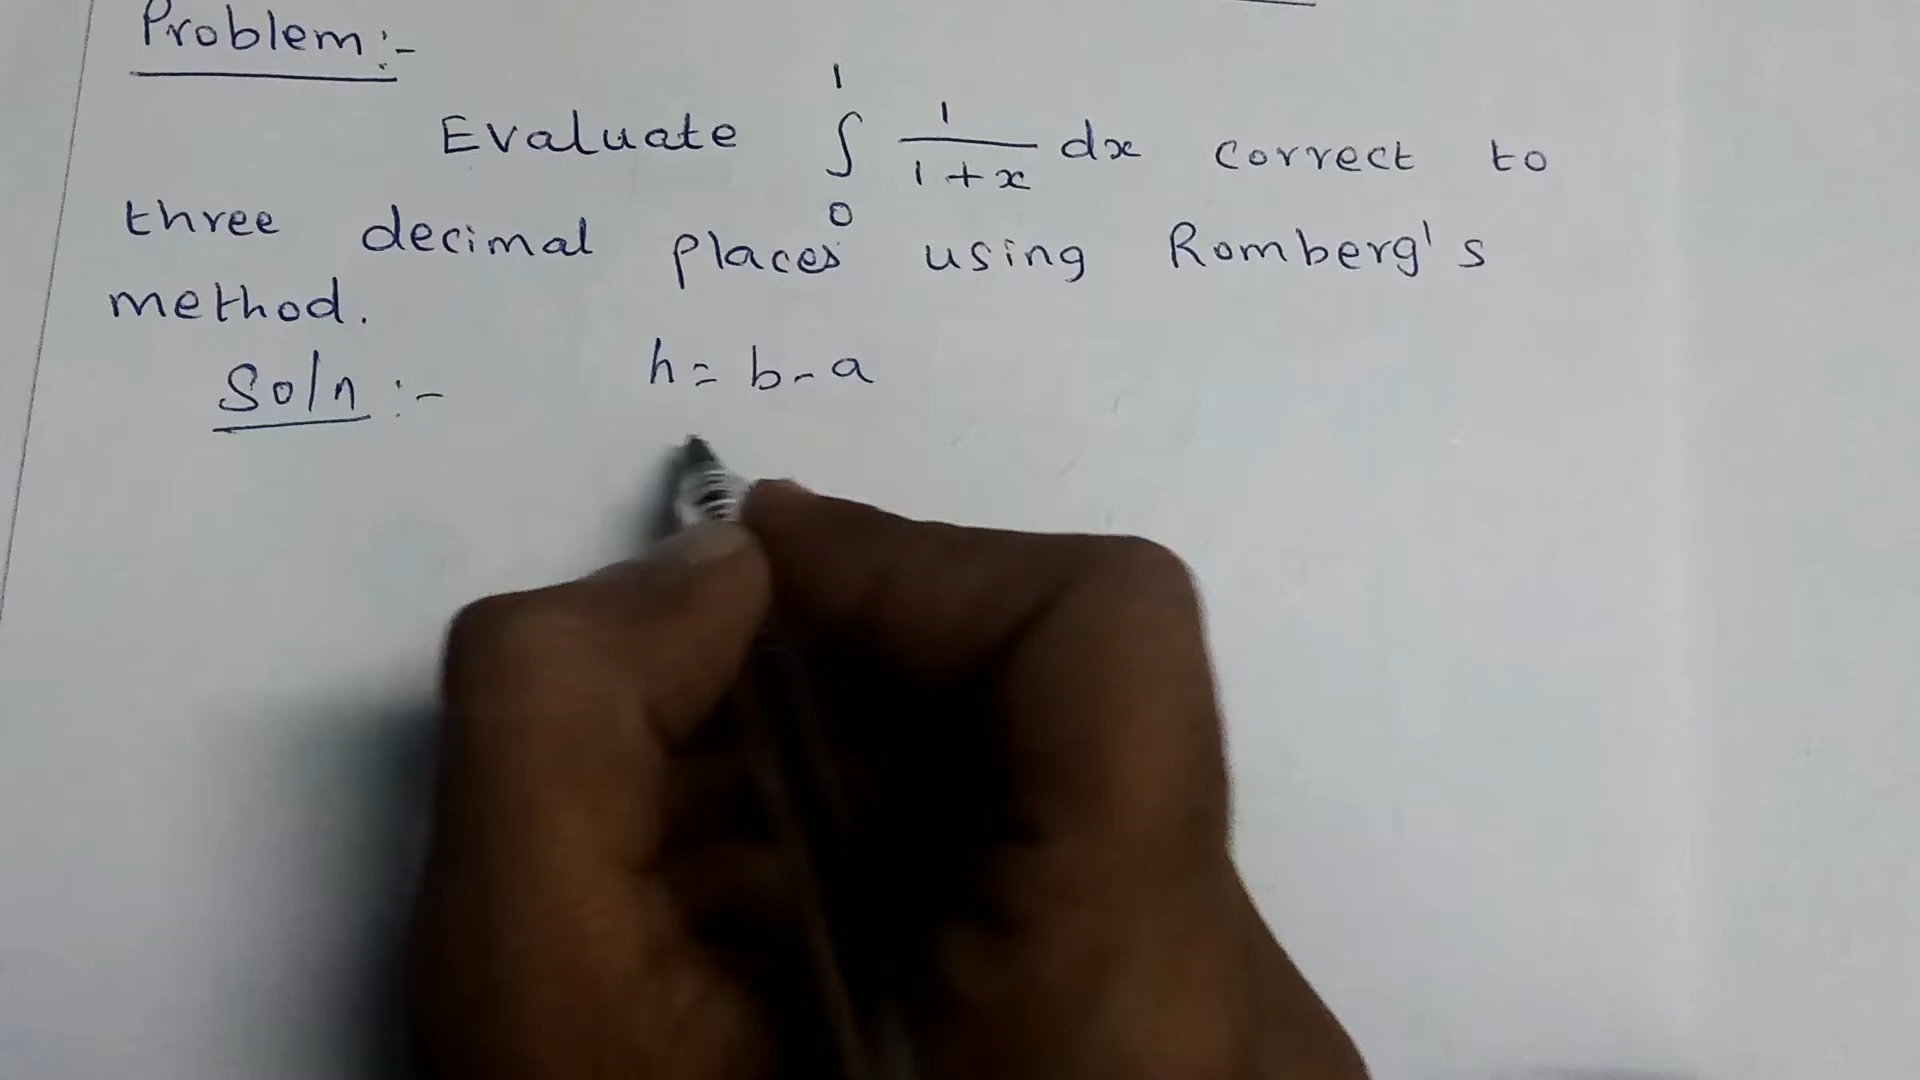 Problem:-
Evaluate ∫₀¹ 1/(1+x) dx correct to
three decimal places using Romberg's
method.
Soln:- h = b - a